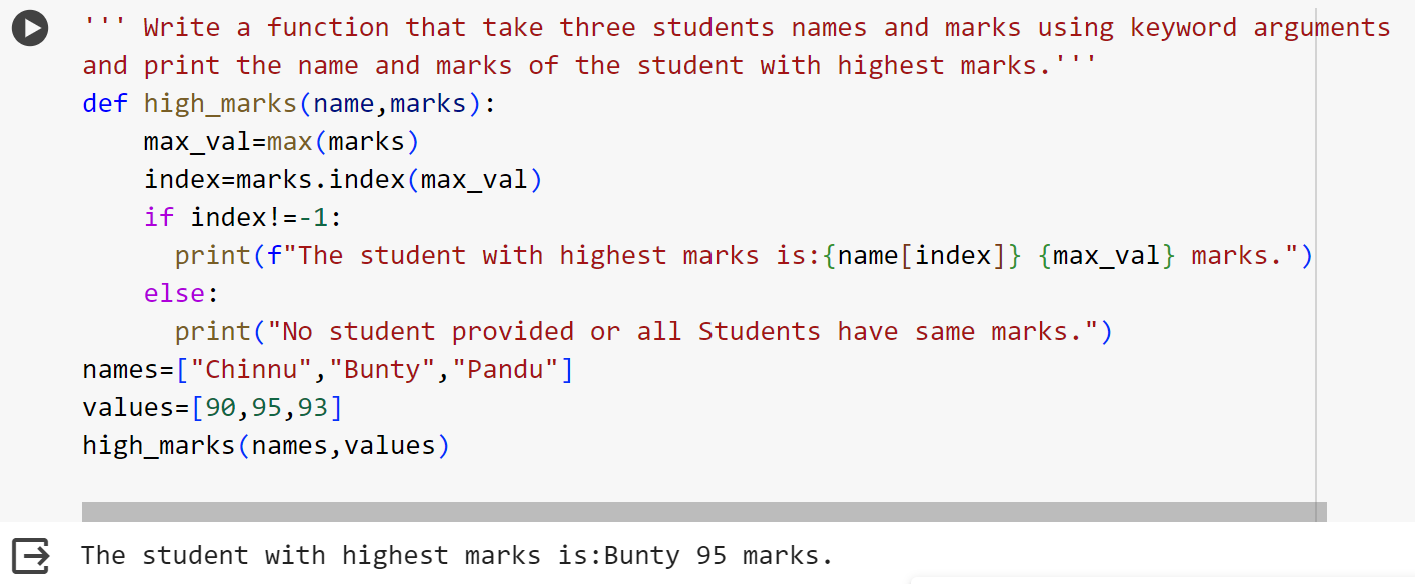 ''' Write a function that take three students names and marks using keyword arguments
and print the name and marks of the student with highest marks.'''
def high_marks(name,marks):
    max_val=max(marks)
    index=marks.index(max_val)
    if index!=-1:
      print(f"The student with highest marks is:{name[index]} {max_val} marks.")
    else:
      print("No student provided or all Students have same marks.")
names=["Chinnu","Bunty","Pandu"]
values=[90,95,93]
high_marks(names,values)
The student with highest marks is:Bunty 95 marks.